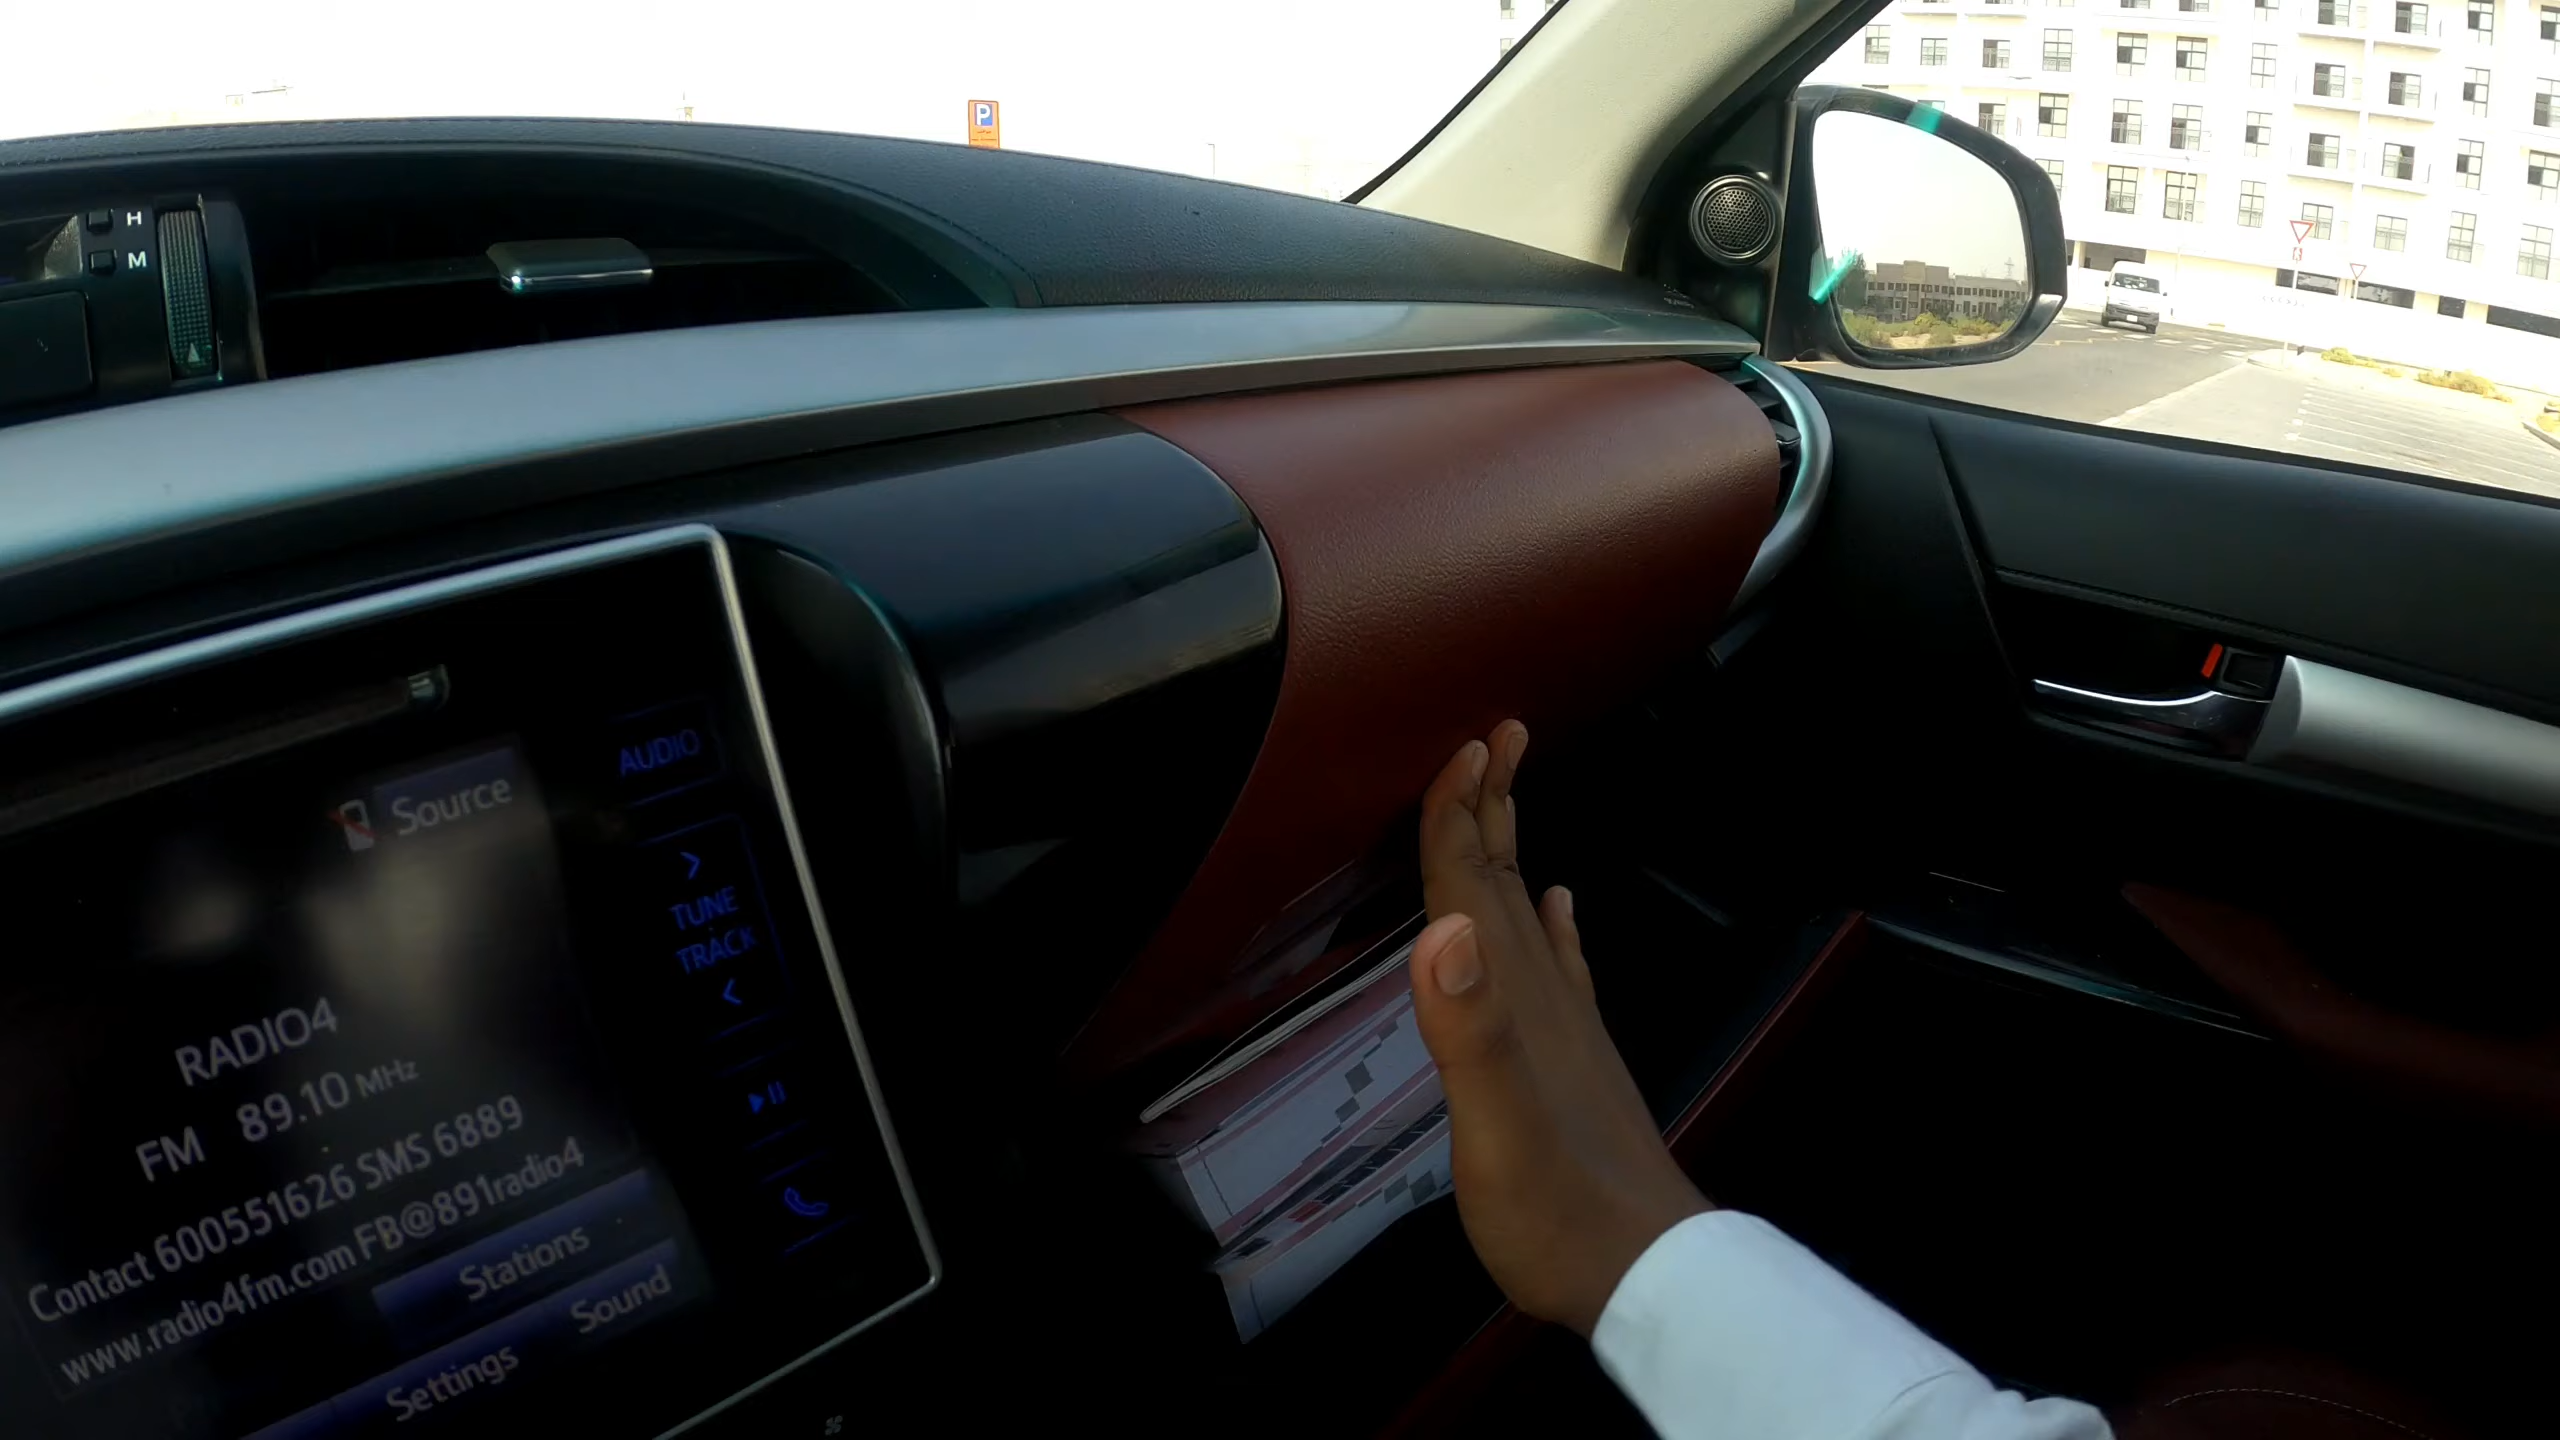 P
H
M
AUDIO
Source
TUNE
TRACK
RADIO4
FM 89.10 MHz
Contact 600551626 SMS 6889
www.radio4fm.com FB@891radio4
Stations
Sound
Settings